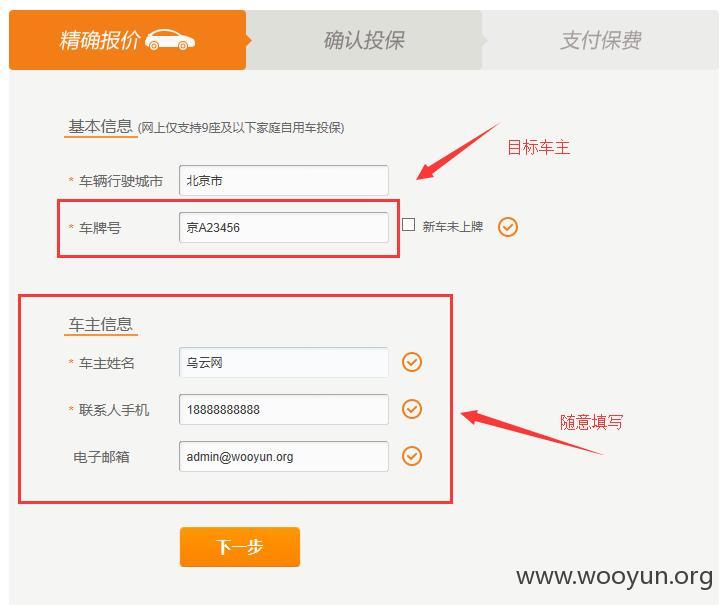 精确报价
确认投保
支付保费
基本信息 (网上仅支持9座及以下家庭自用车投保)
目标车主
* 车辆行驶城市 北京市
* 车牌号 京A23456 新车未上牌
车主信息
* 车主姓名 乌云网
* 联系人手机 18888888888
随意填写
电子邮箱 admin@wooyun.org
下一步
www.wooyun.org